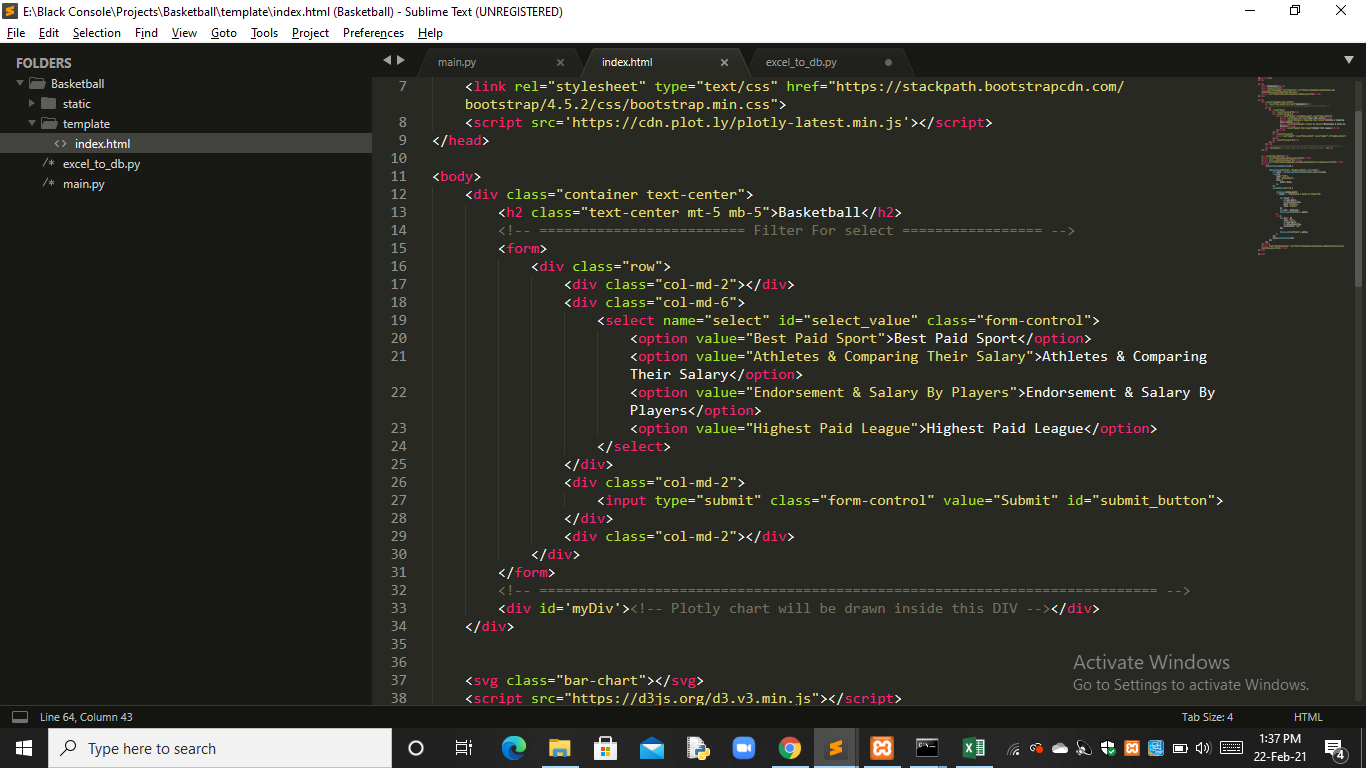 E:\Black Console\Projects\Basketball\template\index.html (Basketball) - Sublime Text (UNREGISTERED)
File Edit Selection Find View Goto Tools Project Preferences Help
FOLDERS
Basketball
static
template
<> index.html
/* excel_to_db.py
/* main.py
main.py × index.html × excel_to_db.py
7 <link rel="stylesheet" type="text/css" href="https://stackpath.bootstrapcdn.com/
bootstrap/4.5.2/css/bootstrap.min.css">
8 <script src='https://cdn.plot.ly/plotly-latest.min.js'></script>
9 </head>
10
11 <body>
12 <div class="container text-center">
13 <h2 class="text-center mt-5 mb-5">Basketball</h2>
14 <!-- ========================= Filter For select ================= -->
15 <form>
16 <div class="row">
17 <div class="col-md-2"></div>
18 <div class="col-md-6">
19 <select name="select" id="select_value" class="form-control">
20 <option value="Best Paid Sport">Best Paid Sport</option>
21 <option value="Athletes & Comparing Their Salary">Athletes & Comparing
Their Salary</option>
22 <option value="Endorsement & Salary By Players">Endorsement & Salary By
Players</option>
23 <option value="Highest Paid League">Highest Paid League</option>
24 </select>
25 </div>
26 <div class="col-md-2">
27 <input type="submit" class="form-control" value="Submit" id="submit_button">
28 </div>
29 <div class="col-md-2"></div>
30 </div>
31 </form>
32 <!-- =========================================================================== -->
33 <div id='myDiv'><!-- Plotly chart will be drawn inside this DIV --></div>
34 </div>
35
36
37 <svg class="bar-chart"></svg>
38 <script src="https://d3js.org/d3.v3.min.js"></script>
Activate Windows
Go to Settings to activate Windows.
Line 64, Column 43
Tab Size: 4
HTML
Type here to search
1:37 PM
22-Feb-21
4